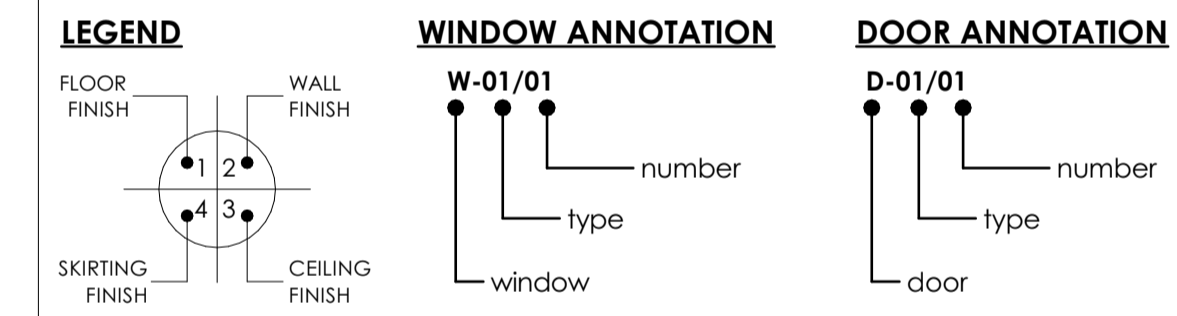 LEGEND
FLOOR
FINISH
WALL
FINISH
1 2
4 3
SKIRTING
FINISH
CEILING
FINISH
WINDOW ANNOTATION
W-01/01
number
type
window
DOOR ANNOTATION
D-01/01
number
type
door